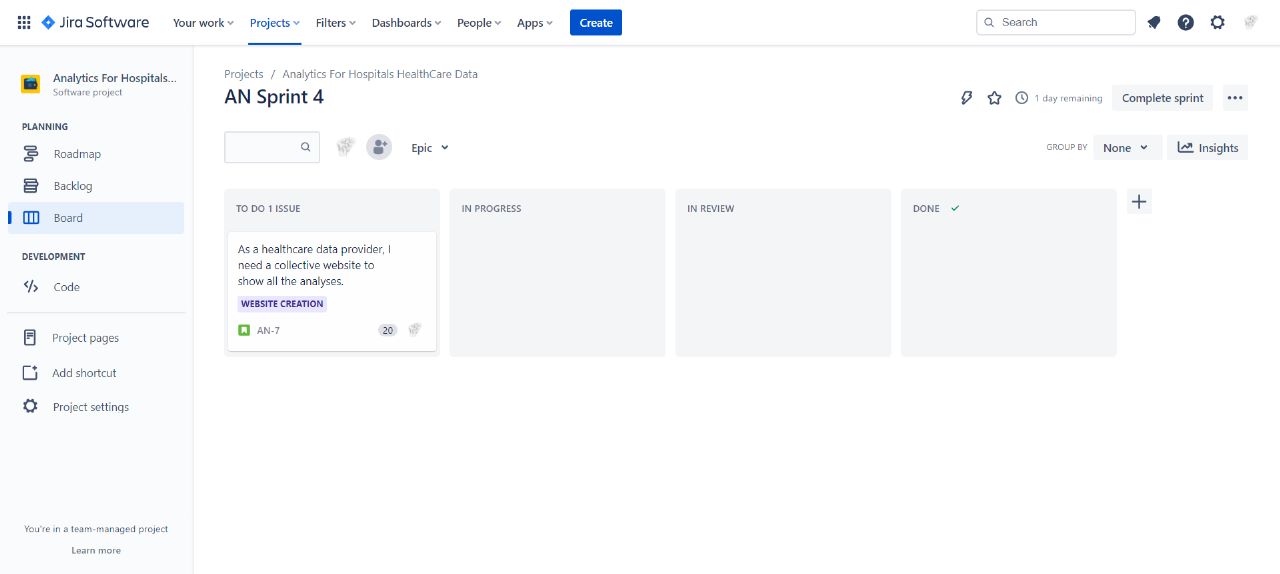 Jira Software Your work Projects Filters Dashboards People Apps Create Search
Analytics For Hospitals...
Software project
PLANNING
Roadmap
Backlog
Board
DEVELOPMENT
Code
Project pages
Add shortcut
Project settings
You're in a team-managed project
Learn more
Projects / Analytics For Hospitals HealthCare Data
AN Sprint 4
1 day remaining Complete sprint
Epic
GROUP BY None Insights
TO DO 1 ISSUE
As a healthcare data provider, I
need a collective website to
show all the analyses.
WEBSITE CREATION
AN-7 20
IN PROGRESS
IN REVIEW
DONE